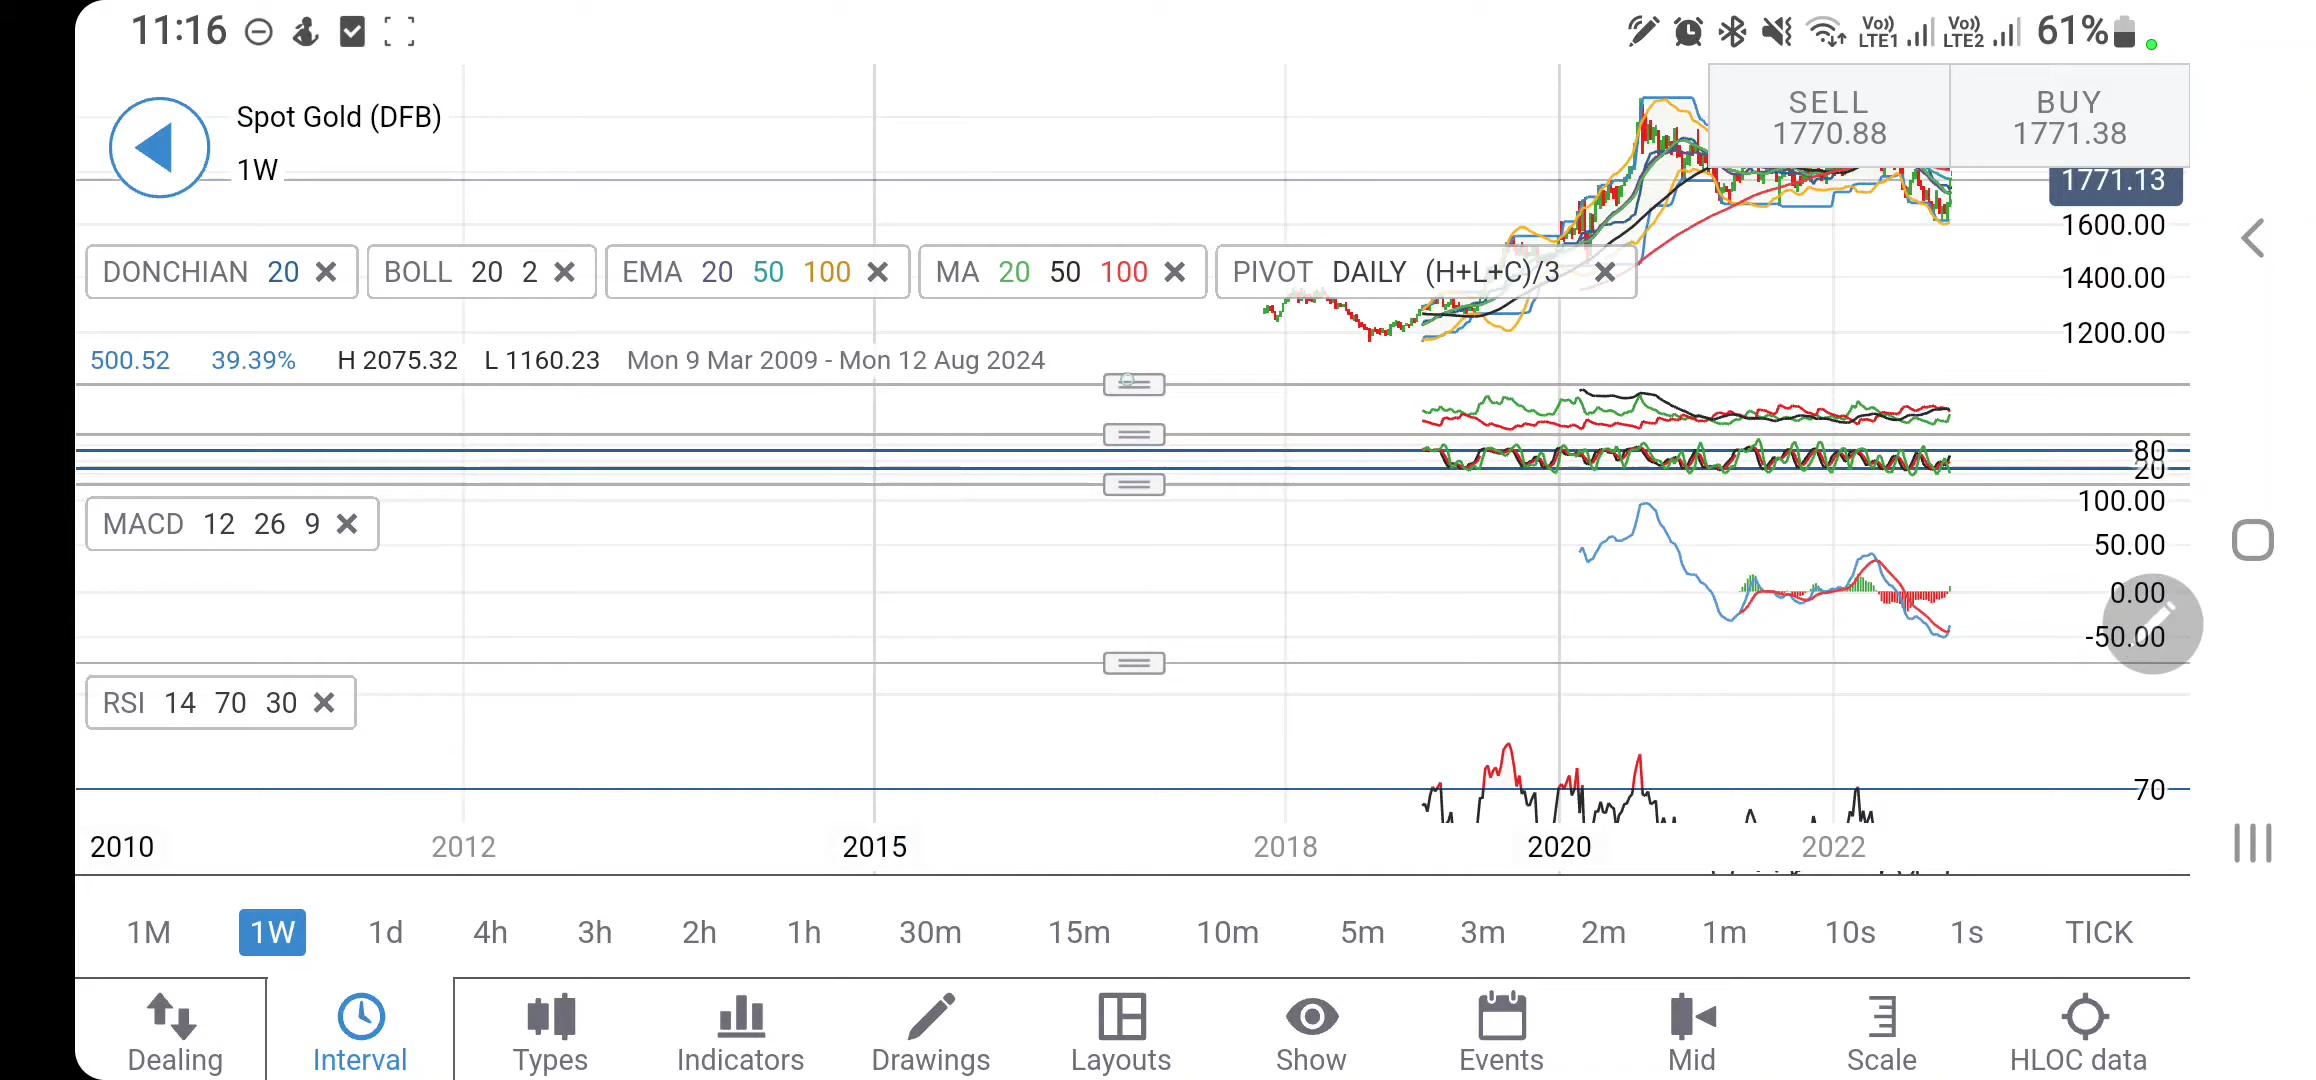 11:16
Vo)) LTE1 Vo)) LTE2 61%
Spot Gold (DFB)
1W
SELL 1770.88
BUY 1771.38
1771.13
1600.00
1400.00
1200.00
DONCHIAN 20 BOLL 20 2 EMA 20 50 100 MA 20 50 100 PIVOT DAILY (H+L+C)/3
500.52 39.39% H 2075.32 L 1160.23 Mon 9 Mar 2009 - Mon 12 Aug 2024
80
20
MACD 12 26 9
100.00
50.00
0.00
-50.00
RSI 14 70 30
70
2010 2012 2015 2018 2020 2022
1M 1W 1d 4h 3h 2h 1h 30m 15m 10m 5m 3m 2m 1m 10s 1s TICK
Dealing Interval Types Indicators Drawings Layouts Show Events Mid Scale HLOC data